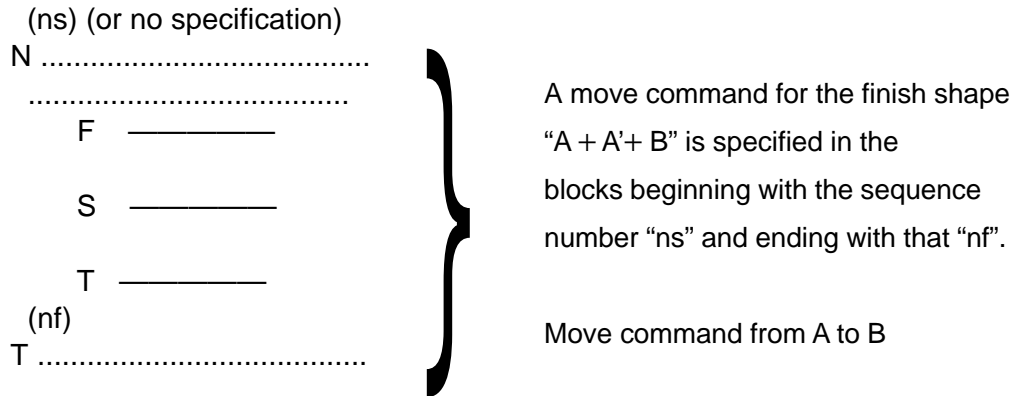 (ns) (or no specification)
N ........................................
.......................................
F —————
S —————
T —————
(nf)
T ........................................
A move command for the finish shape
“A + A’+ B” is specified in the
blocks beginning with the sequence
number “ns” and ending with that “nf”.
Move command from A to B